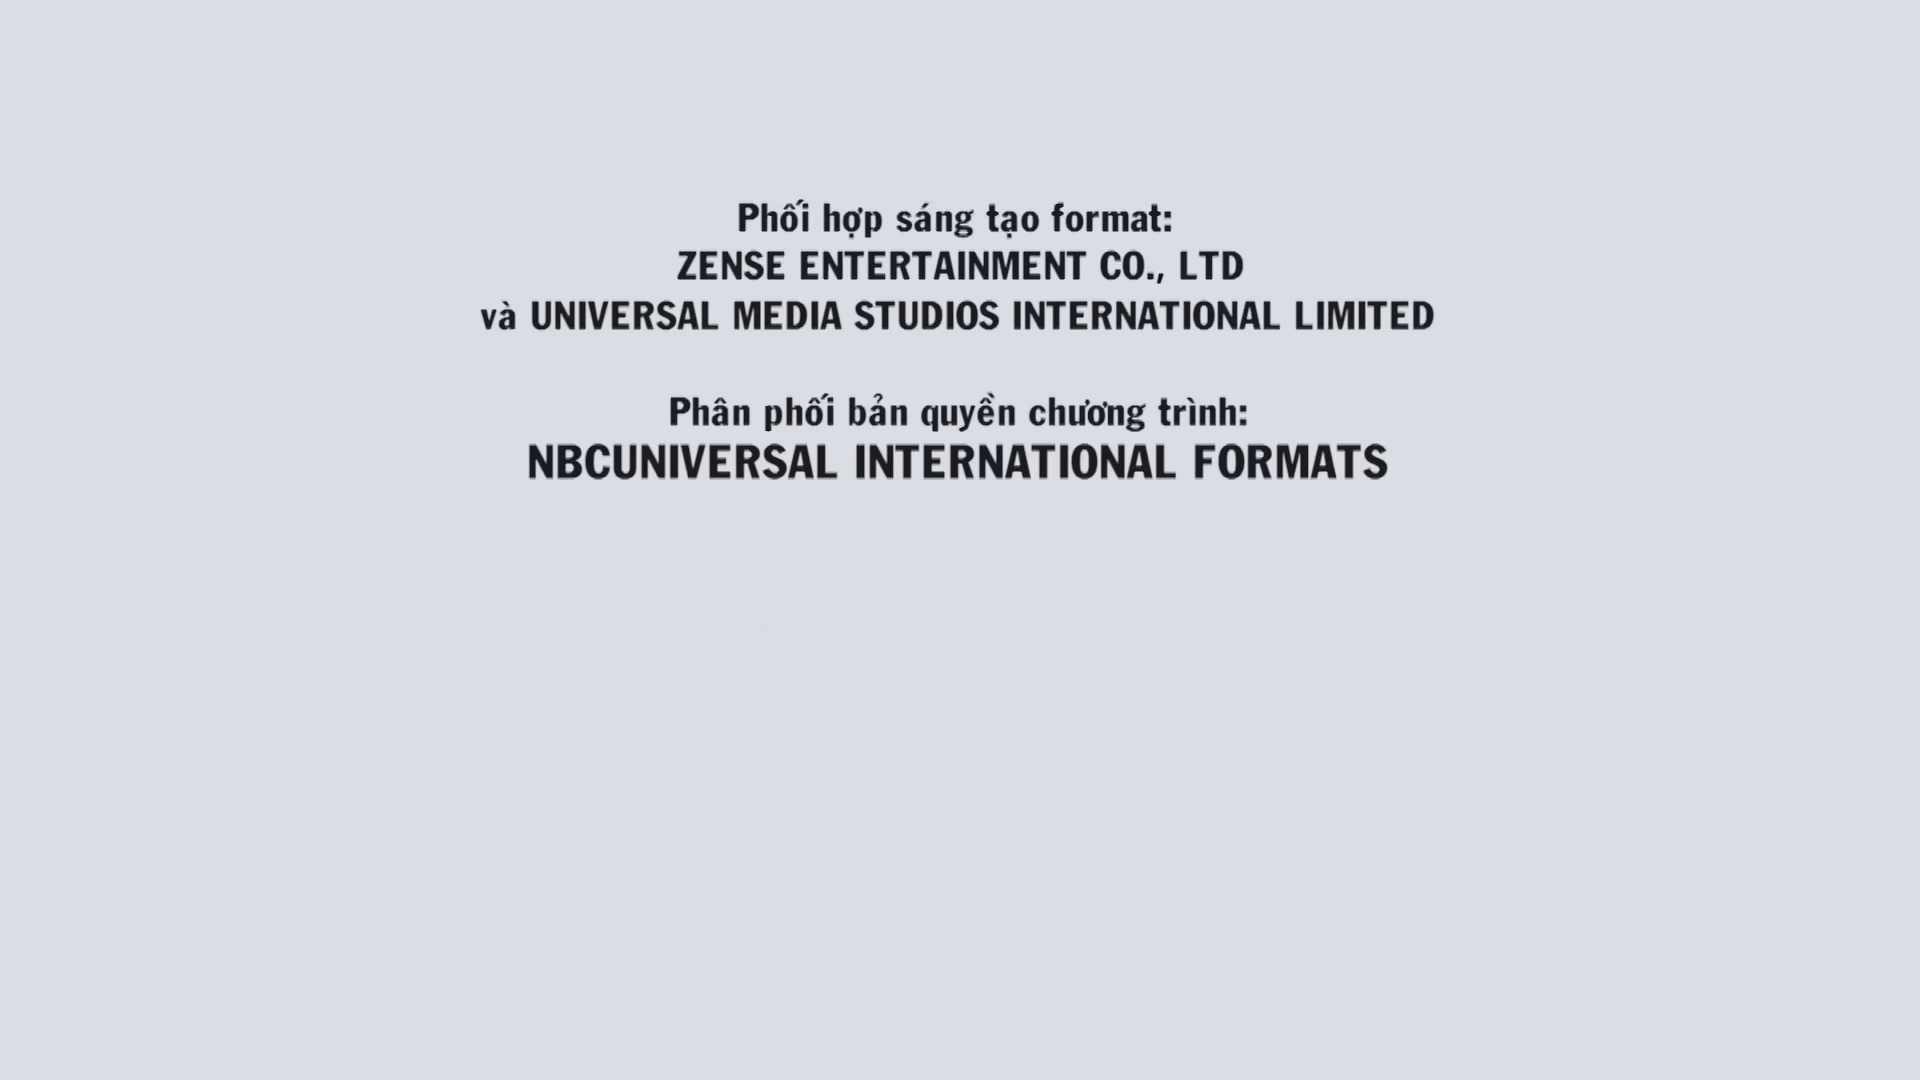 Phối hợp sáng tạo format:
ZENSE ENTERTAINMENT CO., LTD
và UNIVERSAL MEDIA STUDIOS INTERNATIONAL LIMITED
Phân phối bản quyền chương trình:
NBCUNIVERSAL INTERNATIONAL FORMATS